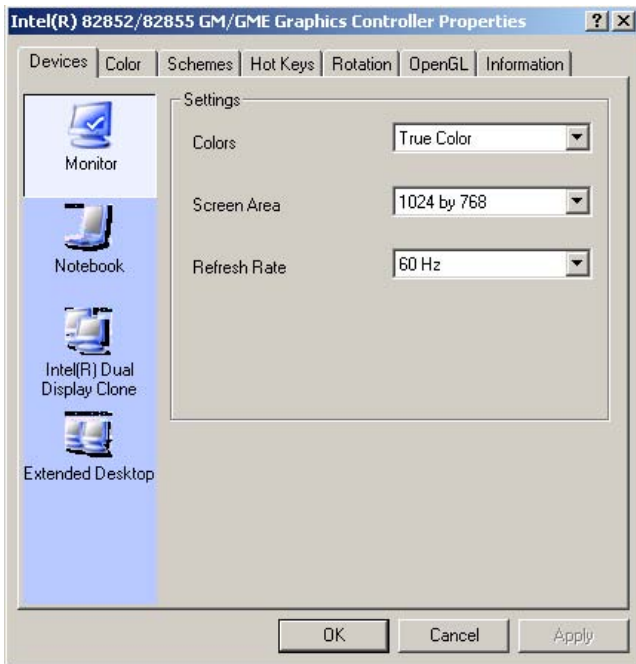 Intel(R) 82852/82855 GM/GME Graphics Controller Properties
Devices Color Schemes Hot Keys Rotation OpenGL Information
Monitor
Notebook
Intel(R) Dual
Display Clone
Extended Desktop
Settings
Colors True Color
Screen Area 1024 by 768
Refresh Rate 60 Hz
OK Cancel Apply